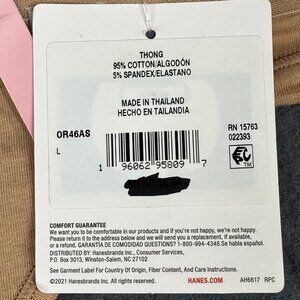 THONG
95% COTTON/ALGODÓN
5% SPANDEX/ELASTANO
MADE IN THAILAND
HECHO EN TAILANDIA
OR46AS
RN 15763
022393
L
1 96062 95809 7
COMFORT GUARANTEE
We want you to be comfortable in our products and if you're not happy, we're not happy.
Please return it to the address below and we will send you a replacement,
or a refund. GARANTÍA DE COMODIDAD QUESTIONS? 1-800-994-4348. Se habla español.
DISTRIBUTED BY: Hanesbrands Inc., Consumer Services,
P.O. Box 3013, Winston-Salem, NC 27102
See Garment Label For Country Of Origin, Fiber Content, And Care Instructions.
©2021 Hanesbrands Inc.
HANES.COM
AH6617 RPC